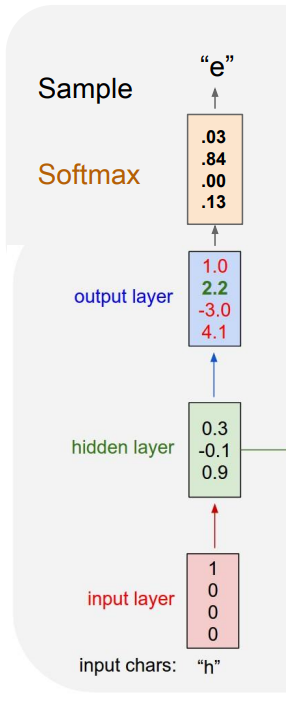 “e”
Sample
.03
.84
.00
.13
Softmax
1.0
2.2
-3.0
4.1
output layer
0.3
-0.1
0.9
hidden layer
1
0
0
0
input layer
input chars: “h”